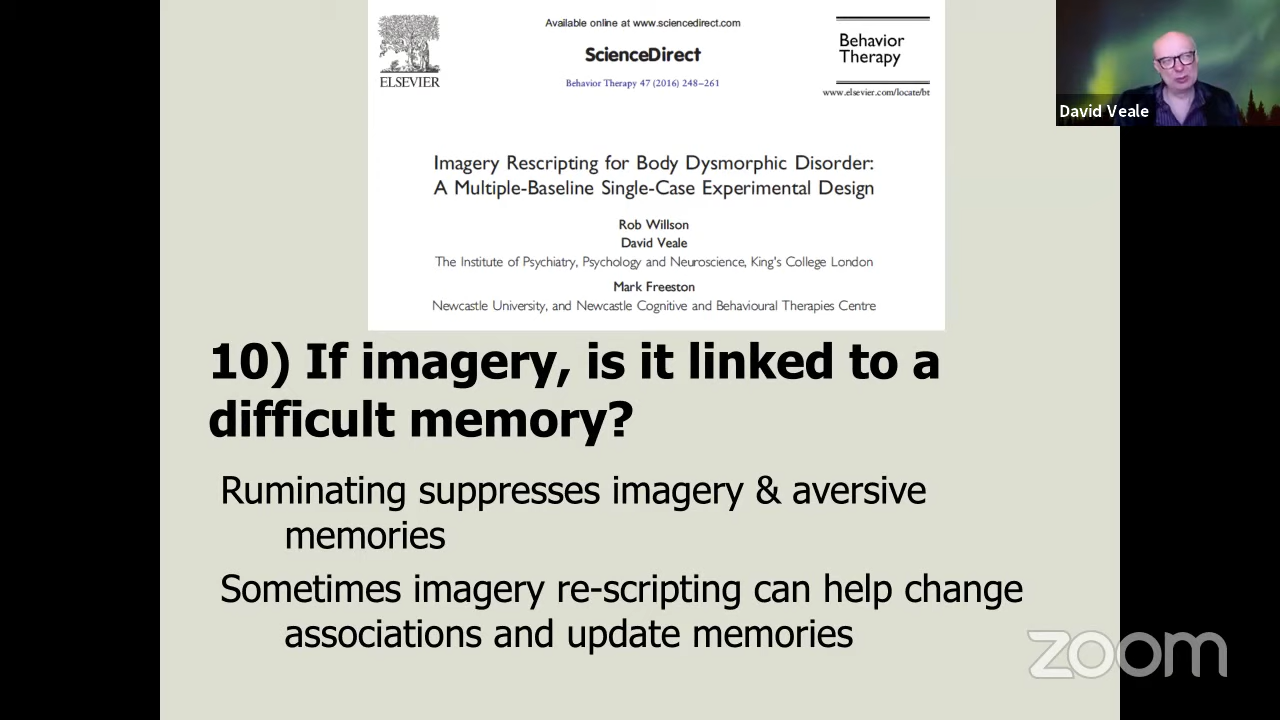 Available online at www.sciencedirect.com
ScienceDirect
Behavior Therapy 47 (2016) 248–261
ELSEVIER
Behavior
Therapy
www.elsevier.com/locate/bt
David Veale
Imagery Rescripting for Body Dysmorphic Disorder:
A Multiple-Baseline Single-Case Experimental Design
Rob Willson
David Veale
The Institute of Psychiatry, Psychology and Neuroscience, King's College London
Mark Freeston
Newcastle University, and Newcastle Cognitive and Behavioural Therapies Centre
10) If imagery, is it linked to a
difficult memory?
Ruminating suppresses imagery & aversive
memories
Sometimes imagery re-scripting can help change
associations and update memories
zoom